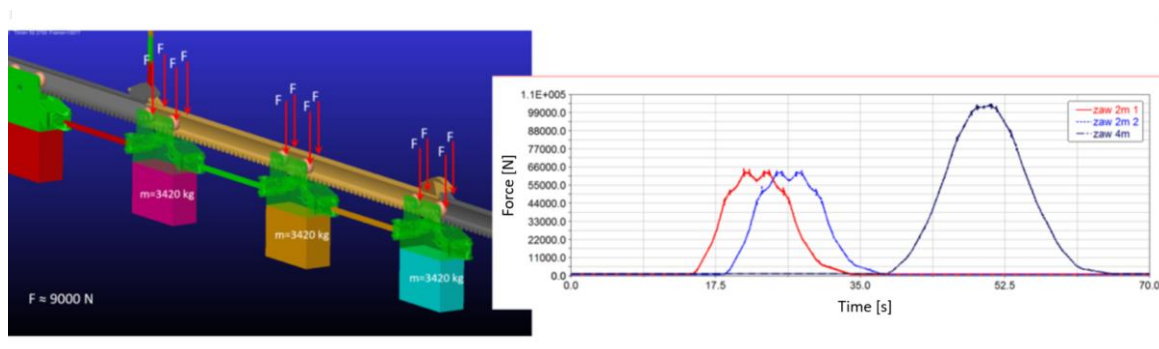 F F F F
F F F F
F F F F
m=3420 kg
m=3420 kg
m=3420 kg
F ≈ 9000 N
1.1E+005
99000.0
88000.0
77000.0
66000.0
55000.0
44000.0
33000.0
22000.0
11000.0
0.0
Force [N]
zaw 2m 1
zaw 2m 2
zaw 4m
0.0 17.5 35.0 52.5 70.0
Time [s]